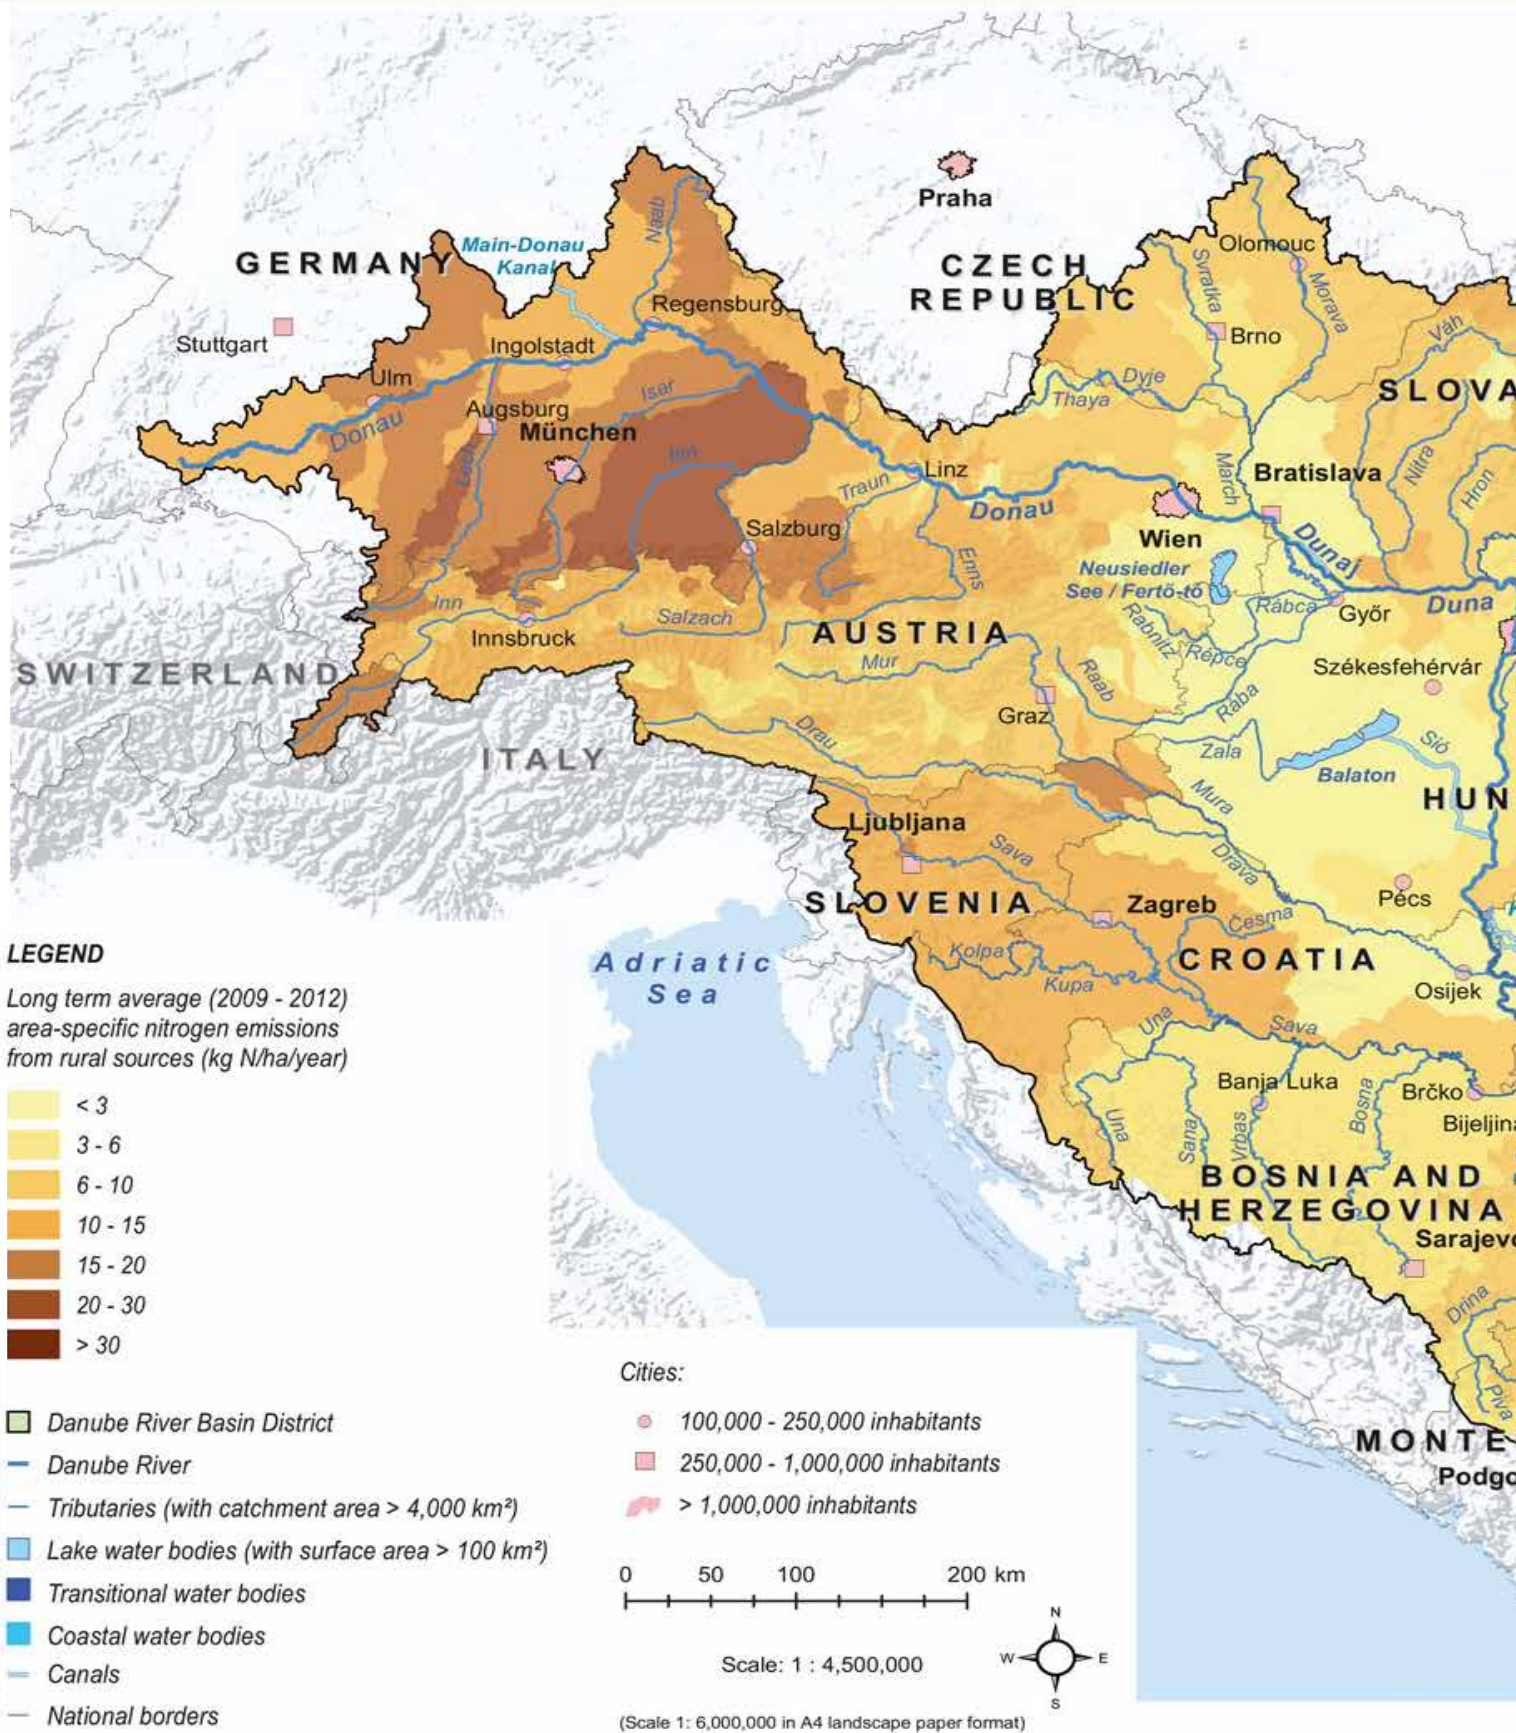 Praha
GERMANY
Main-Donau
Kanal
Naab
CZECH
REPUBLIC
Olomouc
Svratka
Morava
Regensburg
Stuttgart
Ingolstadt
Brno
Váh
Ulm
Dyje
Thaya
SLOVA
Isar
Augsburg
München
Donau
Lech
Inn
Linz
Traun
Donau
March
Bratislava
Nitra
Hron
Salzburg
Wien
Dunaj
Enns
Neusiedler
See / Fertö-tó
Rábca
Győr
Duna
Inn
Innsbruck
Salzach
AUSTRIA
Rabnitz
Répce
SWITZERLAND
Mur
Raab
Székesfehérvár
Rába
Graz
ITALY
Drau
Zala
Sió
Balaton
Mura
HUN
Ljubljana
Sava
Drava
SLOVENIA
Zagreb
Pécs
Česma
Kolpa
CROATIA
Kupa
Osijek
Adriatic
Sea
Una
Sava
Banja Luka
Brčko
Bosna
Una
Sana
Vrbas
Bijeljina
BOSNIA AND
HERZEGOVINA
Sarajevo
Drina
Piva
MONTE
Podgo
LEGEND
Long term average (2009 - 2012)
area-specific nitrogen emissions
from rural sources (kg N/ha/year)
< 3
3 - 6
6 - 10
10 - 15
15 - 20
20 - 30
> 30
Danube River Basin District
Danube River
Tributaries (with catchment area > 4,000 km²)
Lake water bodies (with surface area > 100 km²)
Transitional water bodies
Coastal water bodies
Canals
National borders
Cities:
100,000 - 250,000 inhabitants
250,000 - 1,000,000 inhabitants
> 1,000,000 inhabitants
0 50 100 200 km
Scale: 1 : 4,500,000
(Scale 1: 6,000,000 in A4 landscape paper format)
N
W
E
S